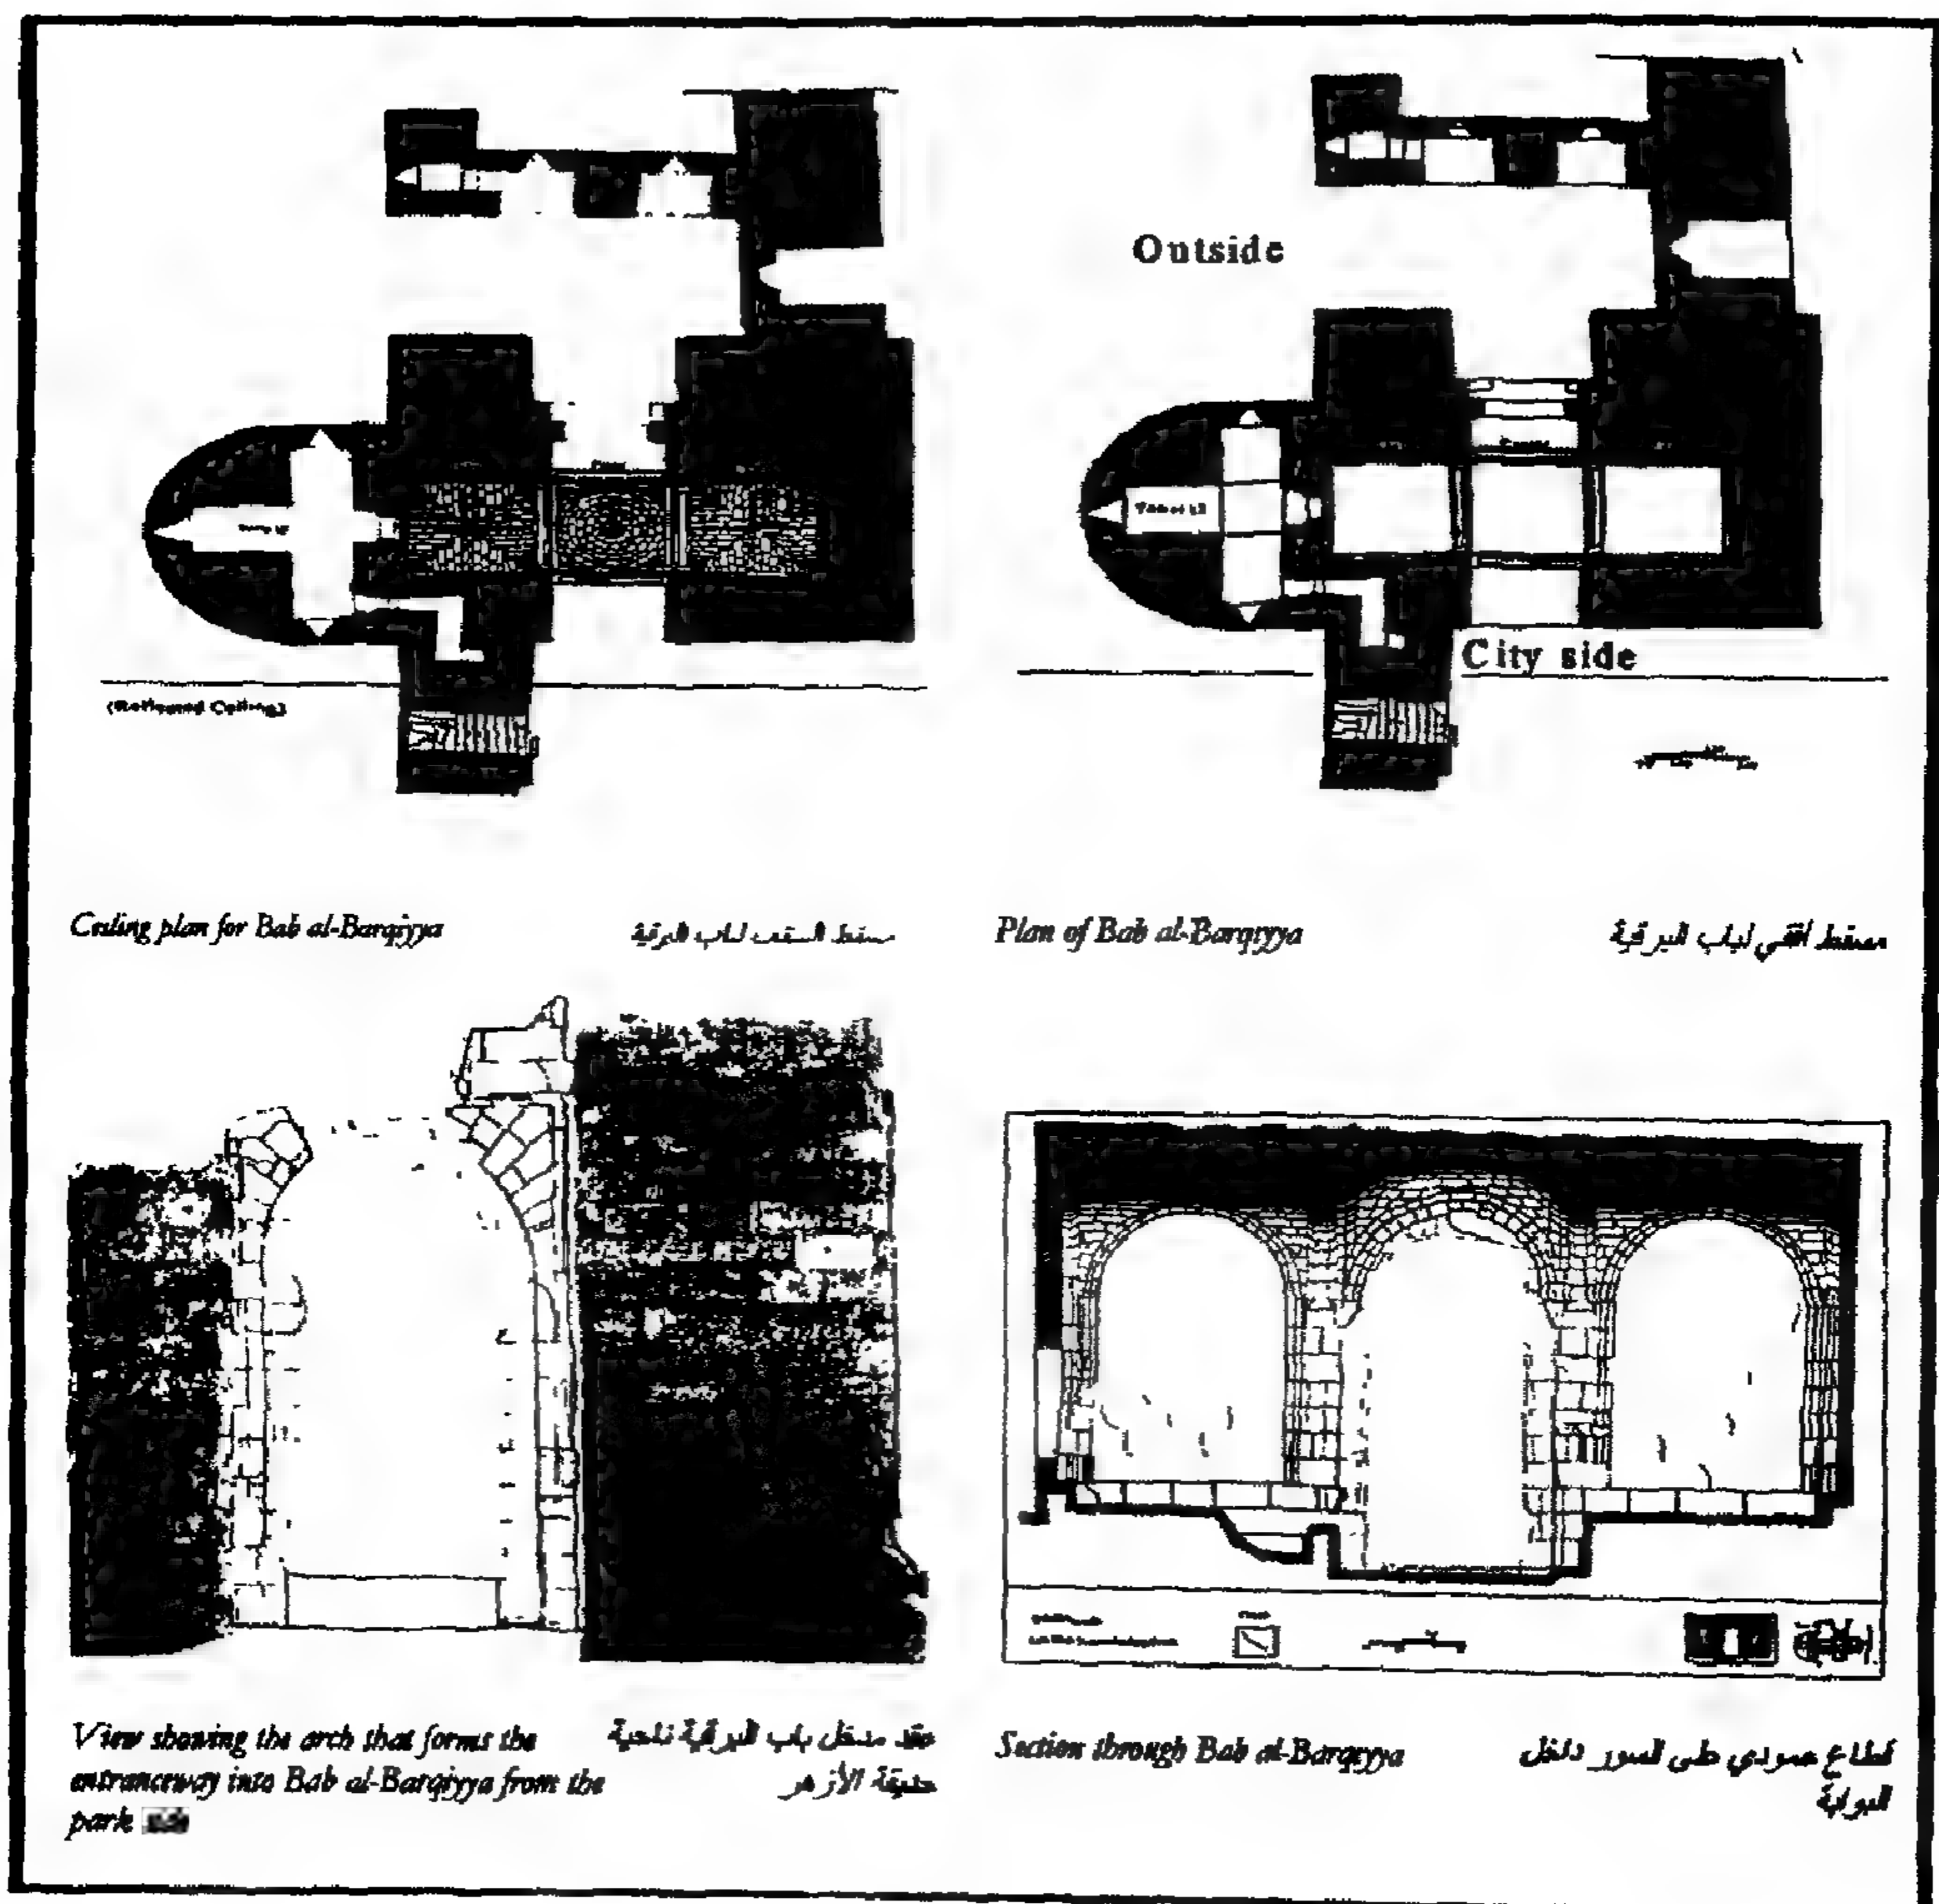 Outside
City side
(Reflected Ceiling)
Ceiling plan for Bab al-Barqiyya
مسقط السقف لباب البرقية
Plan of Bab al-Barqiyya
مسقط افقي لباب البرقية
View showing the arch that forms the
entranceway into Bab al-Barqiyya from the
park side
عقد مدخل باب البرقية ناحية
حديقة الأزهر
Section through Bab al-Barqiyya
قطاع عمودي على السور داخل
البوابة